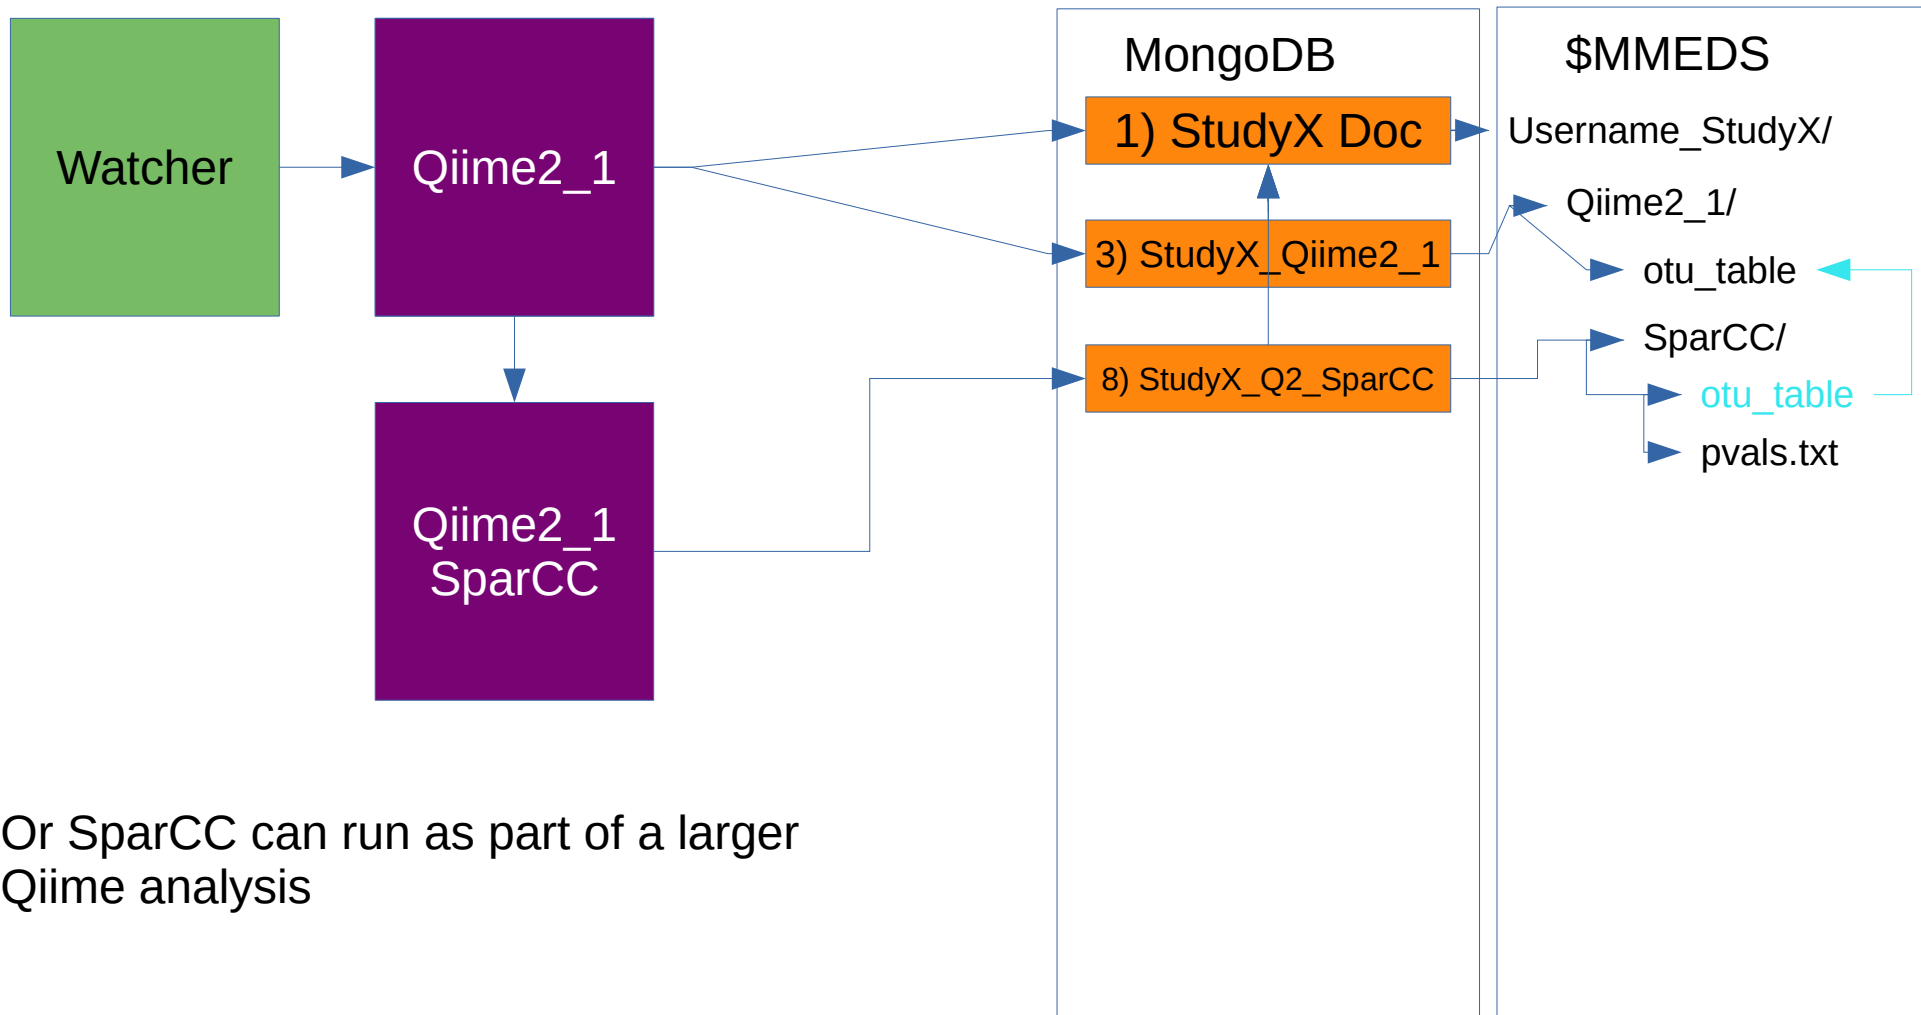 Watcher
Qiime2_1
Qiime2_1
SparCC
Or SparCC can run as part of a larger
Qiime analysis
MongoDB
1) StudyX Doc
3) StudyX_Qiime2_1
8) StudyX_Q2_SparCC
$MMEDS
Username_StudyX/
Qiime2_1/
otu_table
SparCC/
otu_table
pvals.txt